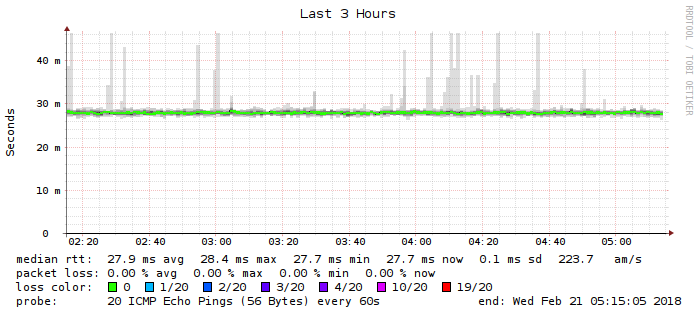 Last 3 Hours
RRDTOOL / TOBI OETIKER
Seconds
40 m
30 m
20 m
10 m
0
02:20 02:40 03:00 03:20 03:40 04:00 04:20 04:40 05:00
median rtt: 27.9 ms avg 28.4 ms max 27.7 ms min 27.7 ms now 0.1 ms sd 223.7 am/s
packet loss: 0.00 % avg 0.00 % max 0.00 % min 0.00 % now
loss color: 0 1/20 2/20 3/20 4/20 10/20 19/20
probe: 20 ICMP Echo Pings (56 Bytes) every 60s end: Wed Feb 21 05:15:05 2018